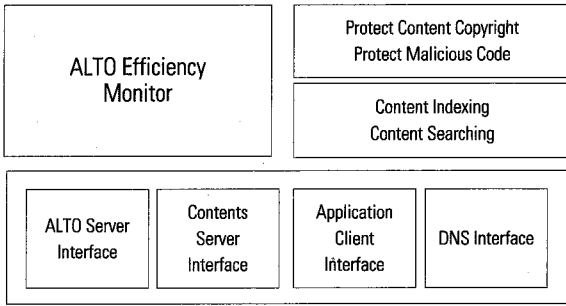 ALTO Efficiency
Monitor
Protect Content Copyright
Protect Malicious Code
Content Indexing
Content Searching
ALTO Server
Interface
Contents
Server
Interface
Application
Client
Interface
DNS Interface